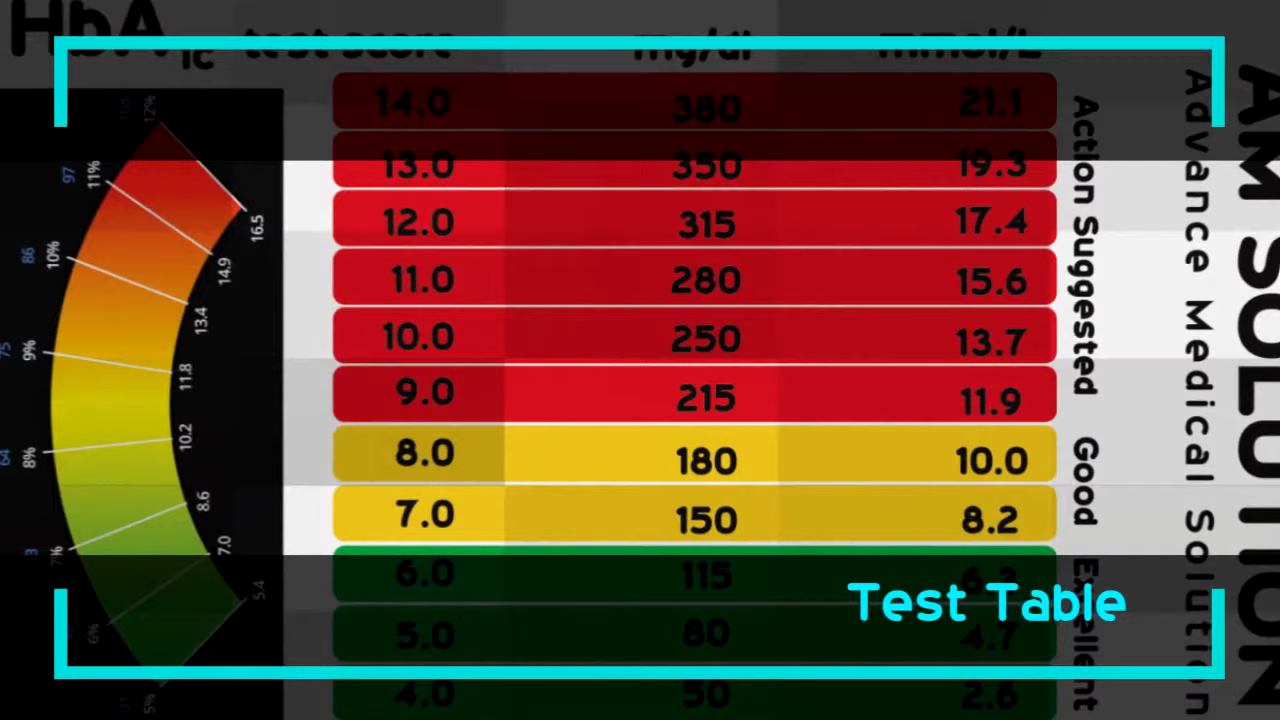 HbA1c test score mg/dl mmol/L
14.0 380 21.1
13.0 350 19.3
12.0 315 17.4
11.0 280 15.6
10.0 250 13.7
9.0 215 11.9
8.0 180 10.0
7.0 150 8.2
6.0 115
5.0 80 4.7
4.0 50 2.6
Action Suggested
Good
Excellent
Advance Medical Solution
AM SOLUTION
12%
97 11% 16.5
86 10% 14.9
13.4
75 9% 11.8
64 8% 10.2
8.6
7% 7.0
6% 5.4
31 5%
Test Table